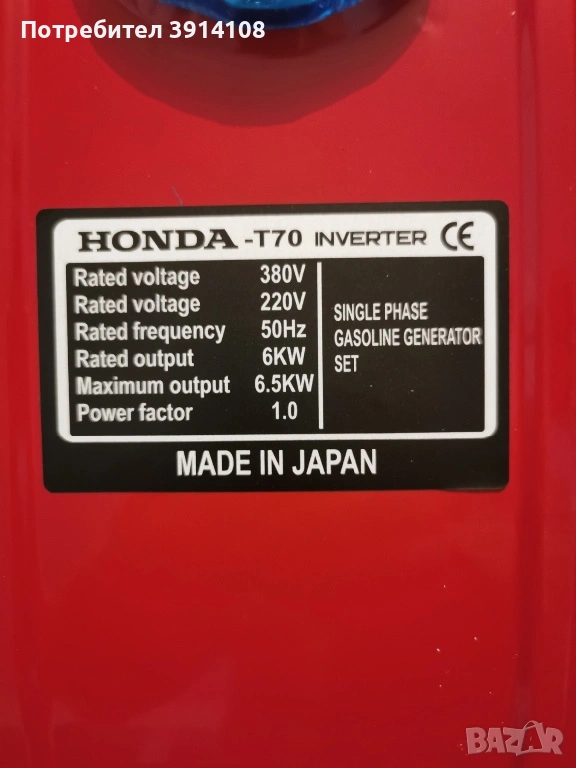 Потребител 3914108
HONDA -T70 INVERTER CE
Rated voltage 380V
Rated voltage 220V
Rated frequency 50Hz
Rated output 6KW
Maximum output 6.5KW
Power factor 1.0
SINGLE PHASE
GASOLINE GENERATOR
SET
MADE IN JAPAN
BAZAR